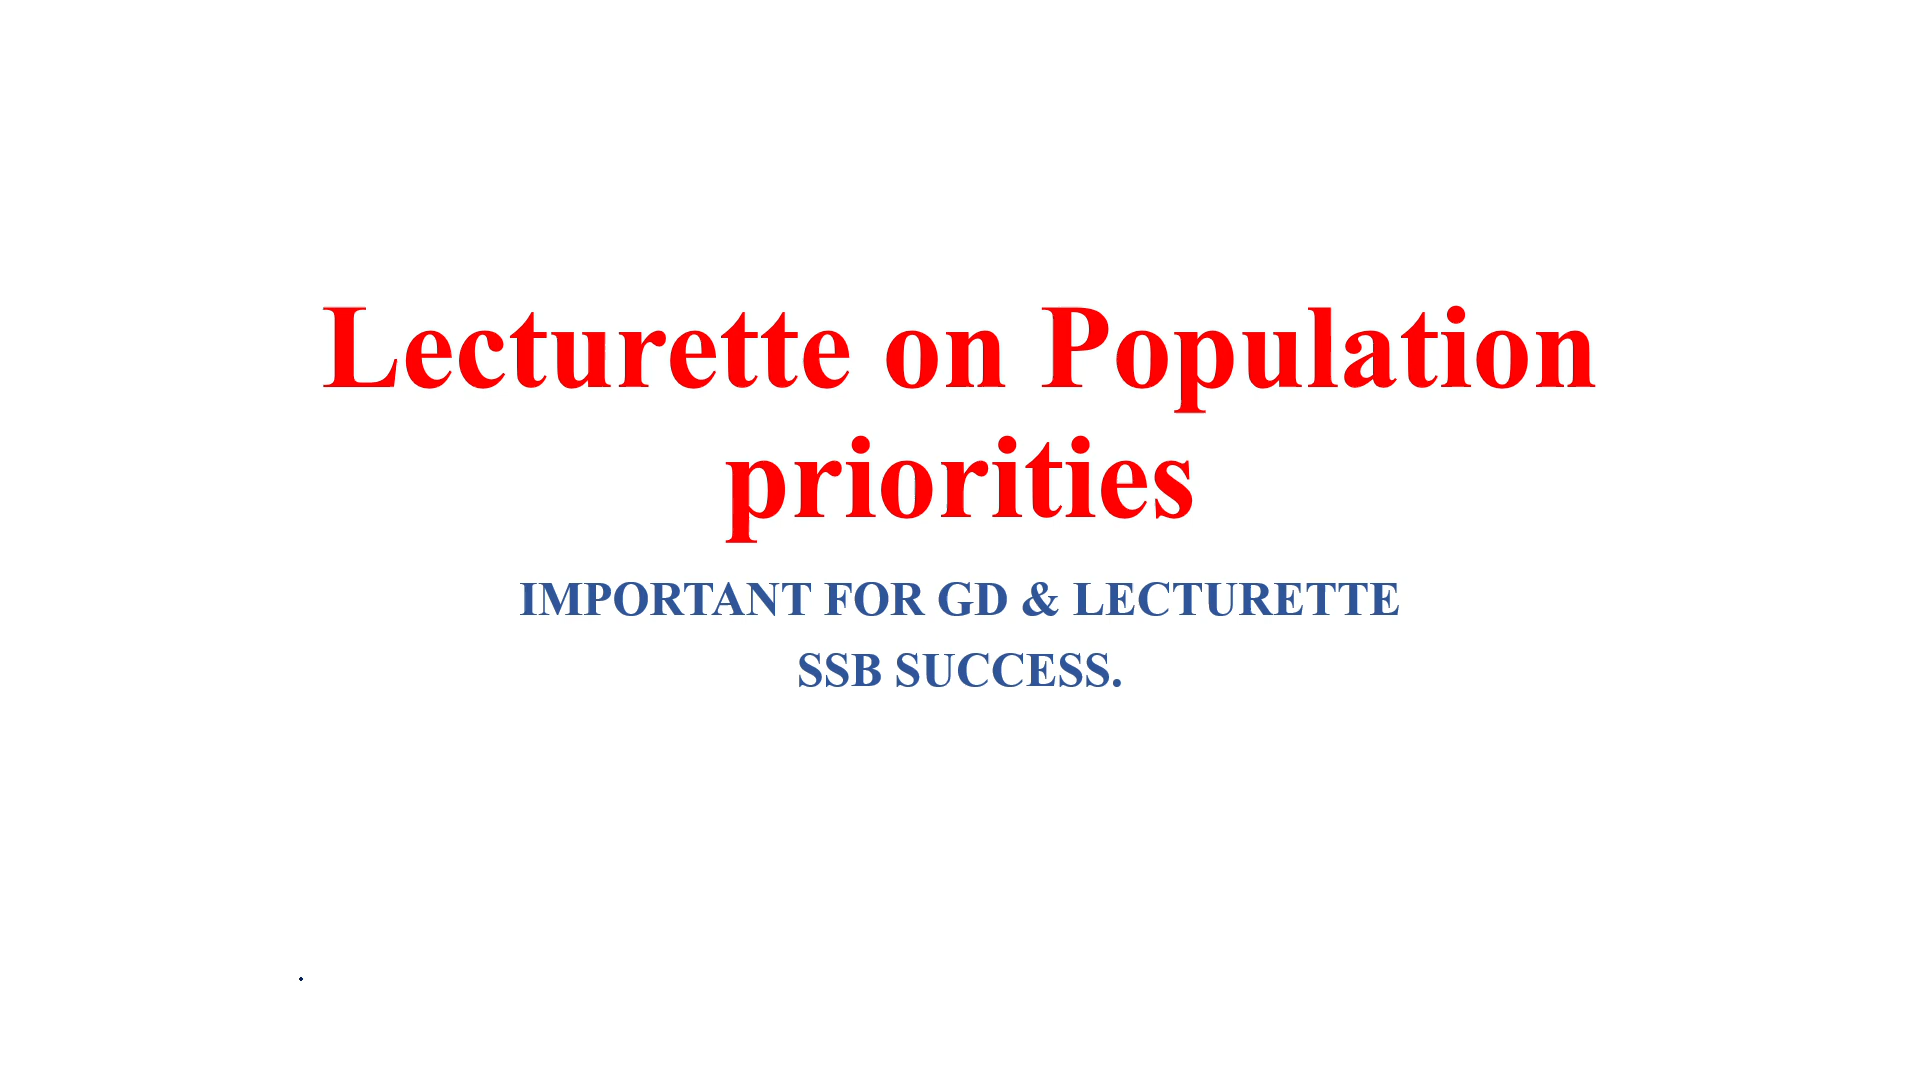 Lecturette on Population
priorities
IMPORTANT FOR GD & LECTURETTE
SSB SUCCESS.
.